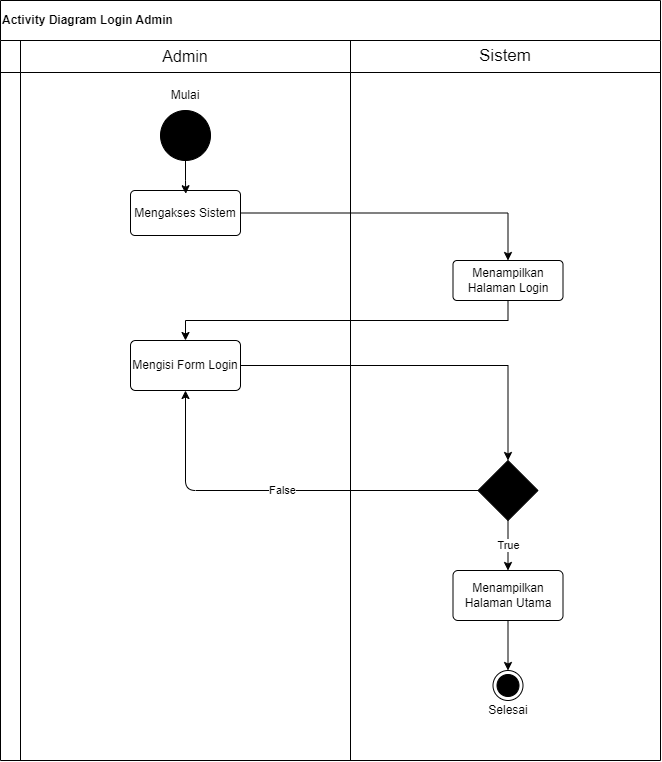 Activity Diagram Login Admin
Admin
Sistem
Mulai
Mengakses Sistem
Menampilkan
Halaman Login
Mengisi Form Login
False
True
Menampilkan
Halaman Utama
Selesai